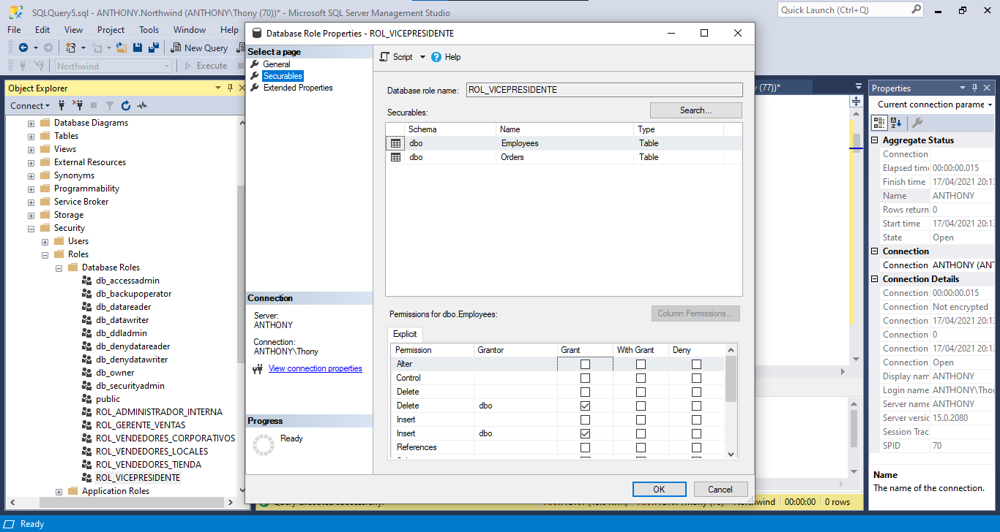 SQLQuery5.sql - ANTHONY.Northwind (ANTHONY\Thony (70))* - Microsoft SQL Server Management Studio
Quick Launch (Ctrl+Q)
File Edit View Project Tools Window Help
New Query
Northwind
Execute
Object Explorer
Connect
Database Diagrams
Tables
Views
External Resources
Synonyms
Programmability
Service Broker
Storage
Security
Users
Roles
Database Roles
db_accessadmin
db_backupoperator
db_datareader
db_datawriter
db_ddladmin
db_denydatareader
db_denydatawriter
db_owner
db_securityadmin
public
ROL_ADMINISTRADOR_INTERNA
ROL_GERENTE_VENTAS
ROL_VENDEDORES_CORPORATIVOS
ROL_VENDEDORES_LOCALES
ROL_VENDEDORES_TIENDA
ROL_VICEPRESIDENTE
Application Roles
Database Role Properties - ROL_VICEPRESIDENTE
Select a page
General
Securables
Extended Properties
Connection
Server:
ANTHONY
Connection:
ANTHONY\Thony
View connection properties
Progress
Ready
Script Help
Database role name: ROL_VICEPRESIDENTE
Securables: Search...
Schema Name Type
dbo Employees Table
dbo Orders Table
Permissions for dbo.Employees: Column Permissions...
Explicit
Permission Grantor Grant With Grant Deny
Alter
Control
Delete
Delete dbo
Insert
Insert dbo
References
OK Cancel
(77))*
Properties
Current connection parame
Aggregate Status
Connection
Elapsed time 00:00:00.015
Finish time 17/04/2021 20:13
Name ANTHONY
Rows return 0
Start time 17/04/2021 20:13
State Open
Connection
Connection ANTHONY (ANT
Connection Details
Connection 00:00:00.015
Connection Not encrypted
Connection 17/04/2021 20:13
Connection 0
Connection 17/04/2021 20:13
Connection Open
Display nam ANTHONY
Login name ANTHONY\Thon
Server name ANTHONY
Server versio 15.0.2080
Session Trac
SPID 70
Name
The name of the connection.
Northwind 00:00:00 0 rows
Ready